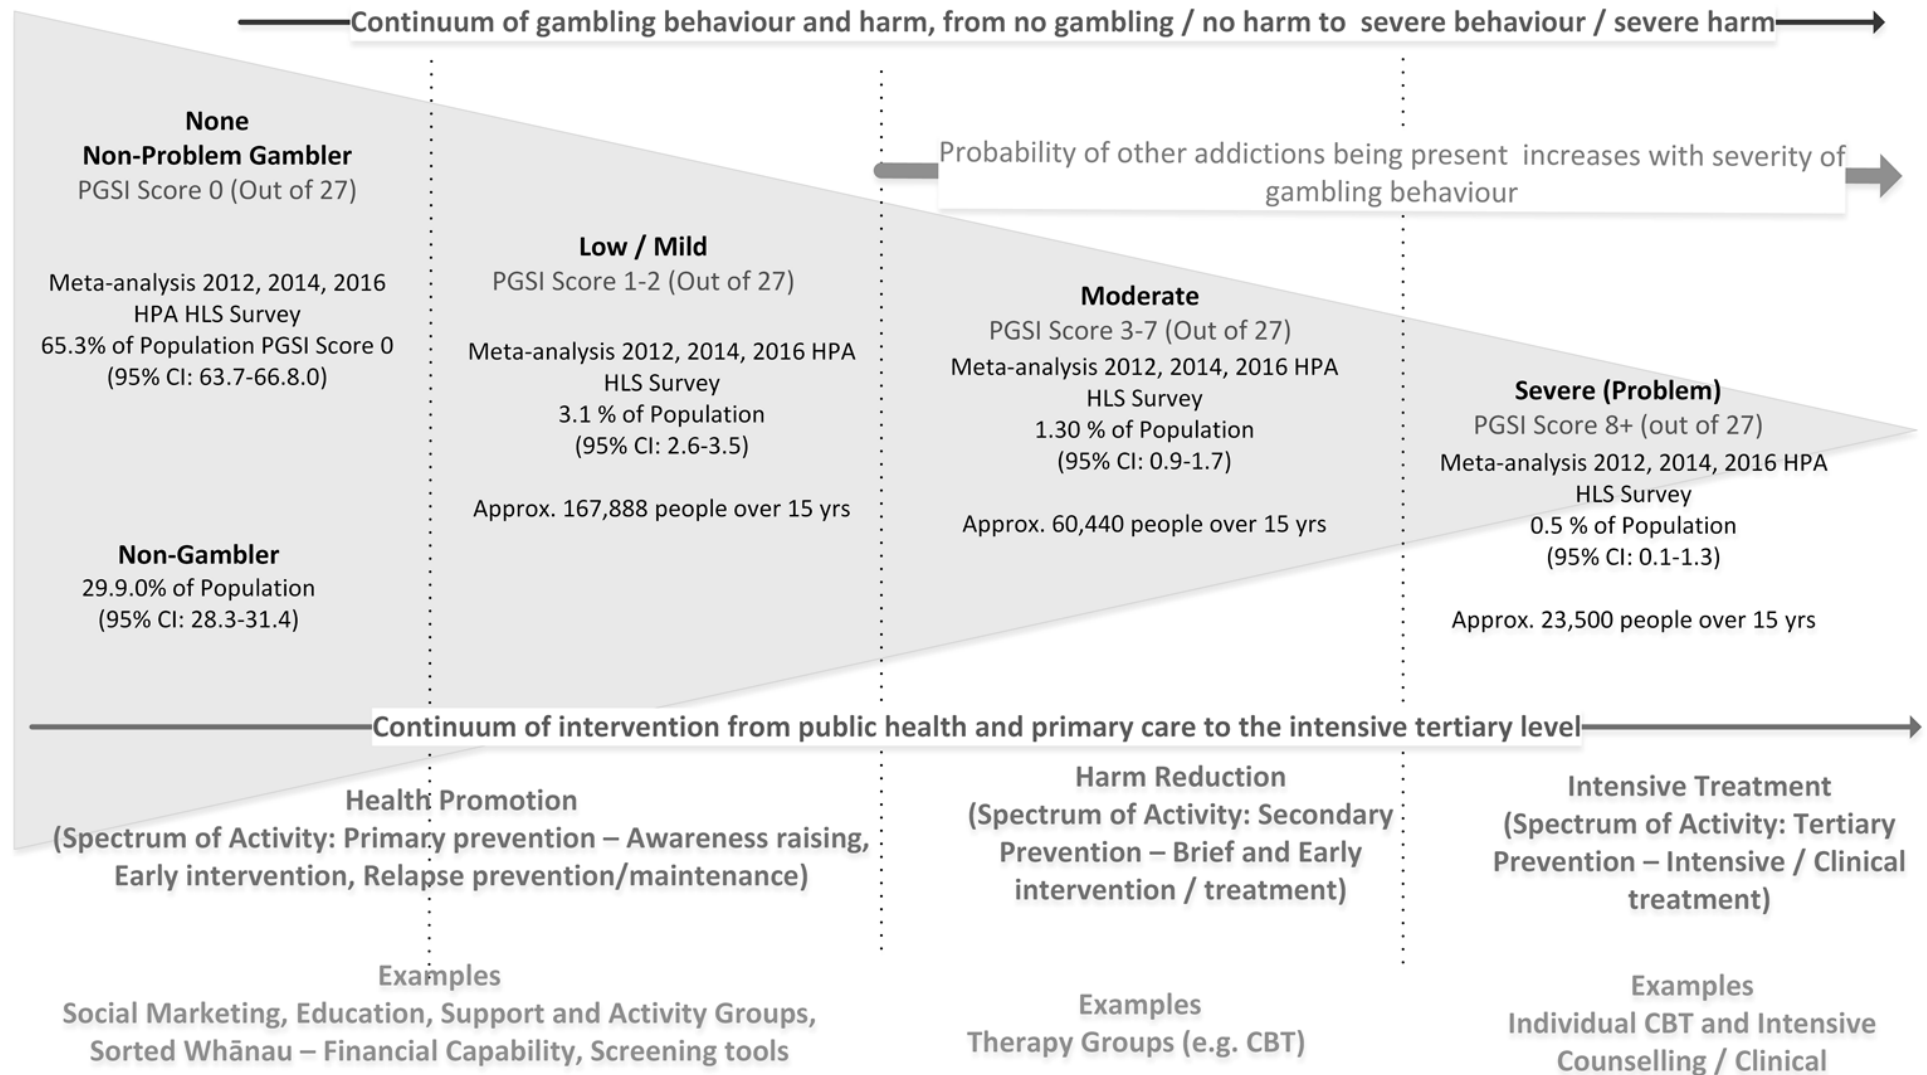 Continuum of gambling behaviour and harm, from no gambling / no harm to  severe behaviour / severe harm
None
Non-Problem Gambler
PGSI Score 0 (Out of 27)
Meta-analysis 2012, 2014, 2016
HPA HLS Survey
65.3% of Population PGSI Score 0
(95% CI: 63.7-66.8.0)
Non-Gambler
29.9.0% of Population
(95% CI: 28.3-31.4)
Low / Mild
PGSI Score 1-2 (Out of 27)
Meta-analysis 2012, 2014, 2016 HPA
HLS Survey
3.1 % of Population
(95% CI: 2.6-3.5)
Approx. 167,888 people over 15 yrs
Probability of other addictions being present  increases with severity of
gambling behaviour
Moderate
PGSI Score 3-7 (Out of 27)
Meta-analysis 2012, 2014, 2016 HPA
HLS Survey
1.30 % of Population
(95% CI: 0.9-1.7)
Approx. 60,440 people over 15 yrs
Severe (Problem)
PGSI Score 8+ (out of 27)
Meta-analysis 2012, 2014, 2016 HPA
HLS Survey
0.5 % of Population
(95% CI: 0.1-1.3)
Approx. 23,500 people over 15 yrs
Continuum of intervention from public health and primary care to the intensive tertiary level
Health Promotion
(Spectrum of Activity: Primary prevention – Awareness raising,
Early intervention, Relapse prevention/maintenance)
Examples
Social Marketing, Education, Support and Activity Groups,
Sorted Whānau – Financial Capability, Screening tools
Harm Reduction
(Spectrum of Activity: Secondary
Prevention – Brief and Early
intervention / treatment)
Examples
Therapy Groups (e.g. CBT)
Intensive Treatment
(Spectrum of Activity: Tertiary
Prevention – Intensive / Clinical
treatment)
Examples
Individual CBT and Intensive
Counselling / Clinical